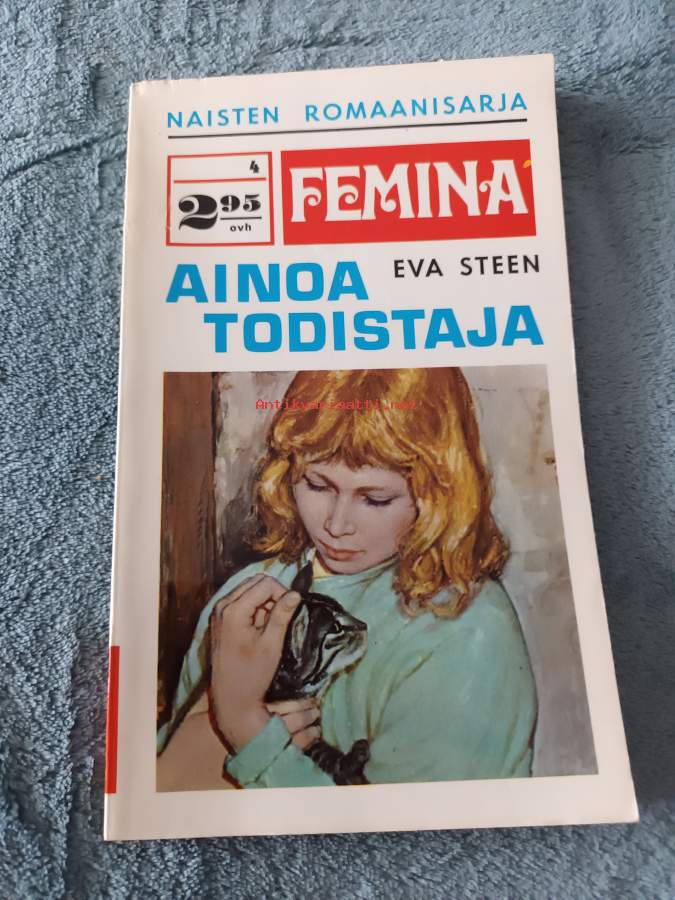 NAISTEN ROMAANISARJA
4
2 95
ovh
FEMINA
EVA STEEN
AINOA
TODISTAJA
Antikvariaatti.net